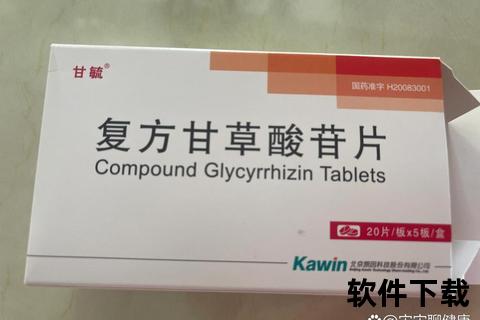 甘毓®
国药准字 H20083001
复方甘草酸苷片
Compound Glycyrrhizin Tablets
20片/板x5板/盒
Kawin 北京凯因科技股份有限公司
软件下载